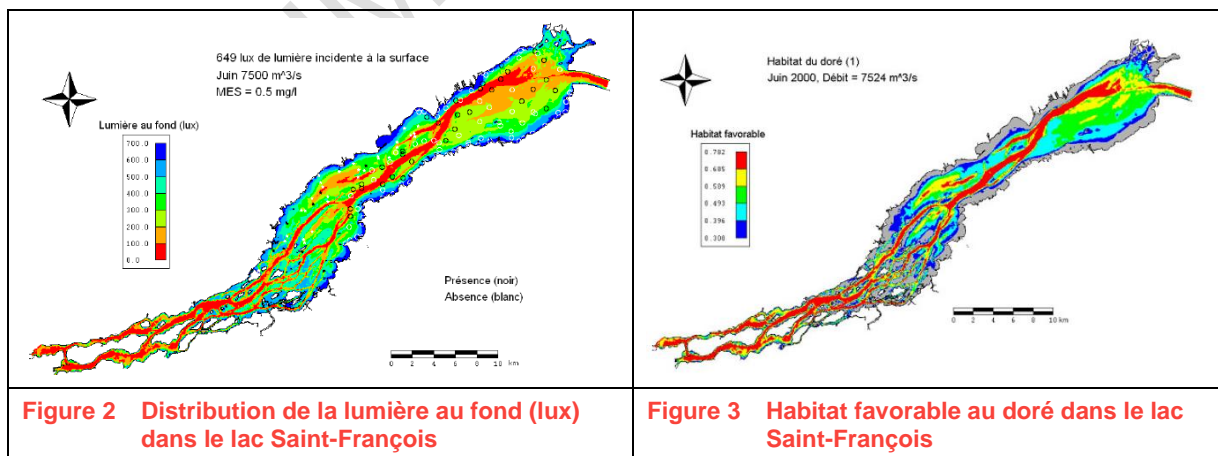 649 lux de lumière incidente à la surface
Juin 7500 m^3/s
MES = 0.5 mg/l
Lumière au fond (lux)
700.0
600.0
500.0
400.0
300.0
200.0
100.0
0.0
Présence (noir)
Absence (blanc)
0 2 4 6 8 10
km
Figure 2 Distribution de la lumière au fond (lux)
dans le lac Saint-François
Habitat du doré (1)
Juin 2000, Débit = 7524 m^3/s
Habitat favorable
0.702
0.605
0.509
0.493
0.396
0.300
0 2 4 6 8 10 km
Figure 3 Habitat favorable au doré dans le lac
Saint-François